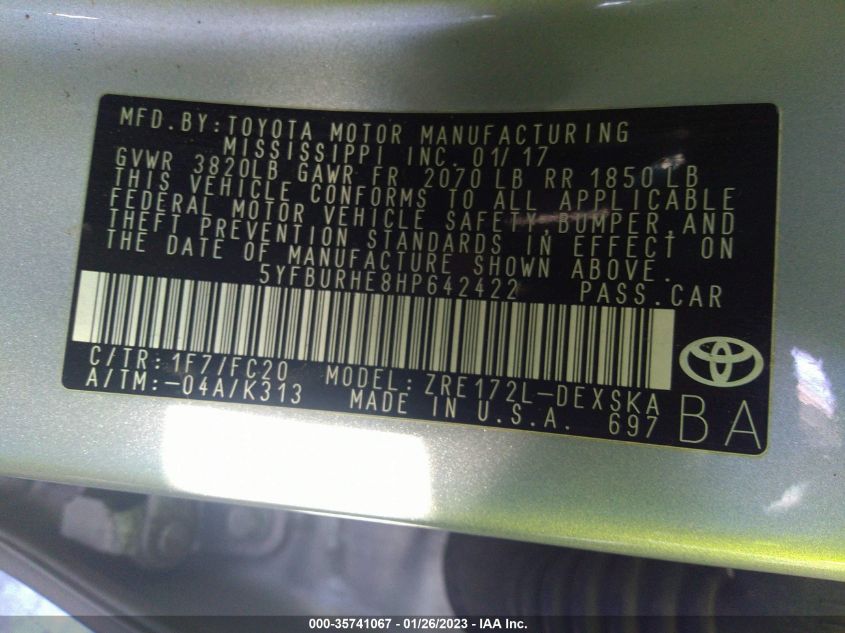 MFD.BY:TOYOTA MOTOR MANUFACTURING
MISSISSIPPI INC. 01/17
GVWR 3820LB GAWR FR 2070 LB RR 1850 LB
THIS VEHICLE CONFORMS TO ALL APPLICABLE
FEDERAL MOTOR VEHICLE SAFETY,BUMPER,AND
THEFT PREVENTION STANDARDS IN EFFECT ON
THE DATE OF MANUFACTURE SHOWN ABOVE.
5YFBURHE8HP642422 PASS.CAR
C/TR:1F7/FC20 MODEL:ZRE172L-DEXSKA
A/TM:-04A/K313 MADE IN U.S.A. 697
BA
000-35741067 - 01/26/2023 - IAA Inc.